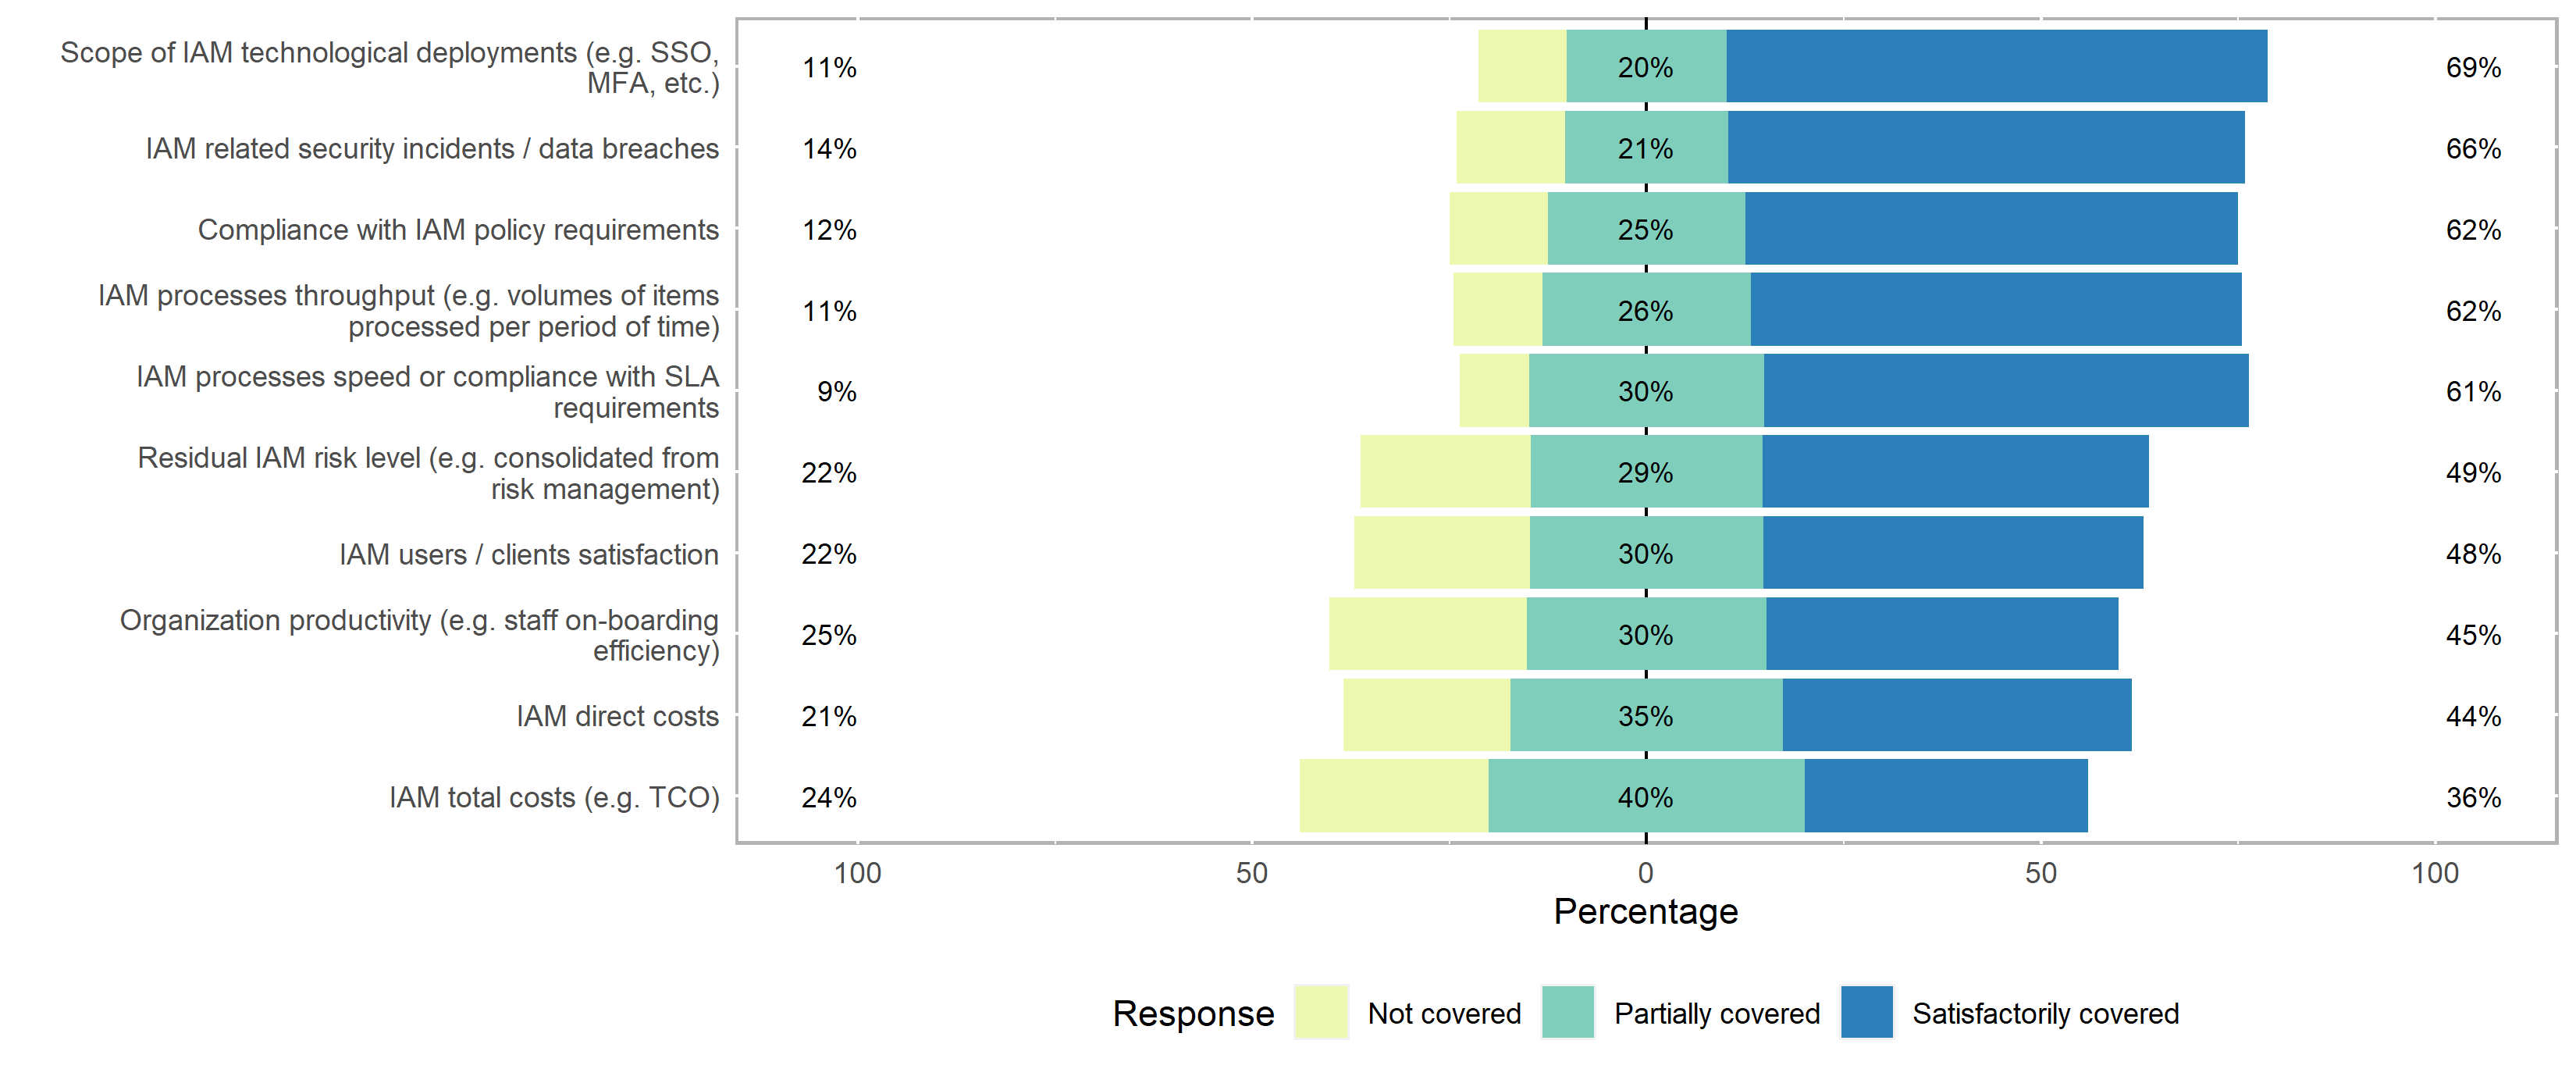 Scope of IAM technological deployments (e.g. SSO,
MFA, etc.)
11% 20% 69%
IAM related security incidents / data breaches
14% 21% 66%
Compliance with IAM policy requirements
12% 25% 62%
IAM processes throughput (e.g. volumes of items
processed per period of time)
11% 26% 62%
IAM processes speed or compliance with SLA
requirements
9% 30% 61%
Residual IAM risk level (e.g. consolidated from
risk management)
22% 29% 49%
IAM users / clients satisfaction
22% 30% 48%
Organization productivity (e.g. staff on-boarding
efficiency)
25% 30% 45%
IAM direct costs
21% 35% 44%
IAM total costs (e.g. TCO)
24% 40% 36%
100 50 0 50 100
Percentage
Response Not covered Partially covered Satisfactorily covered